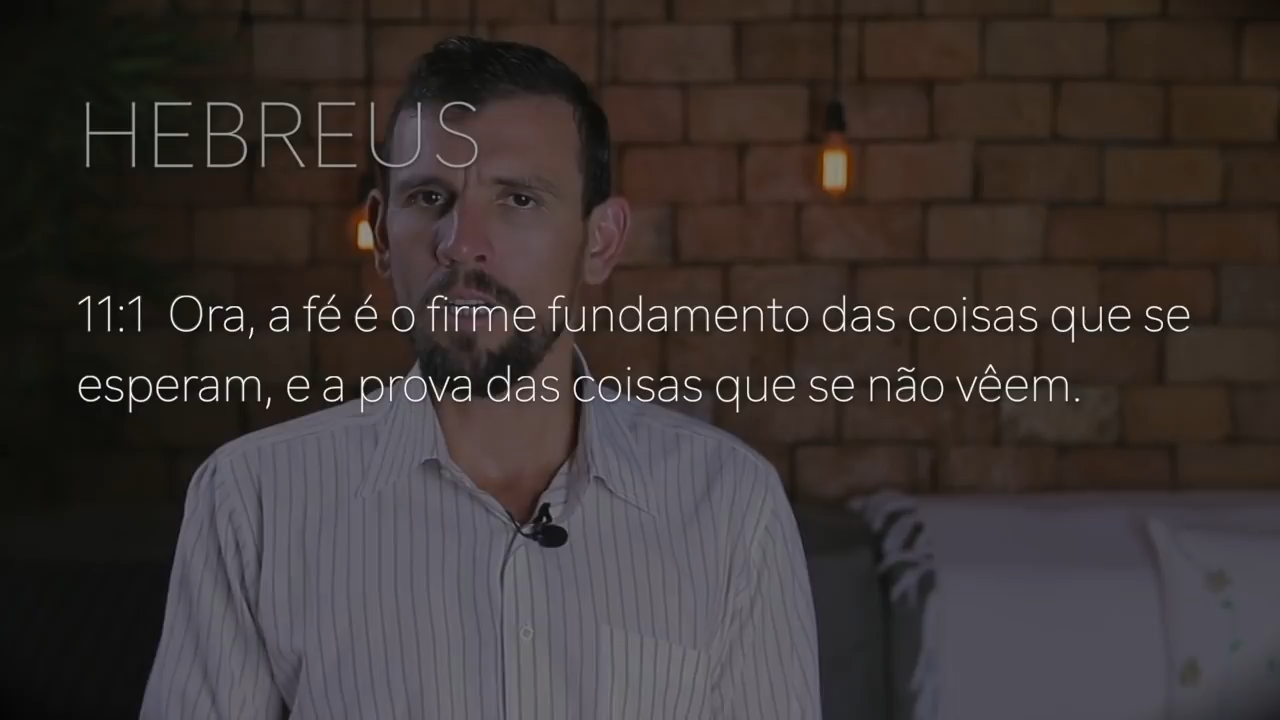 HEBREUS
11:1 Ora, a fé é o firme fundamento das coisas que se
esperam, e a prova das coisas que se não vêem.